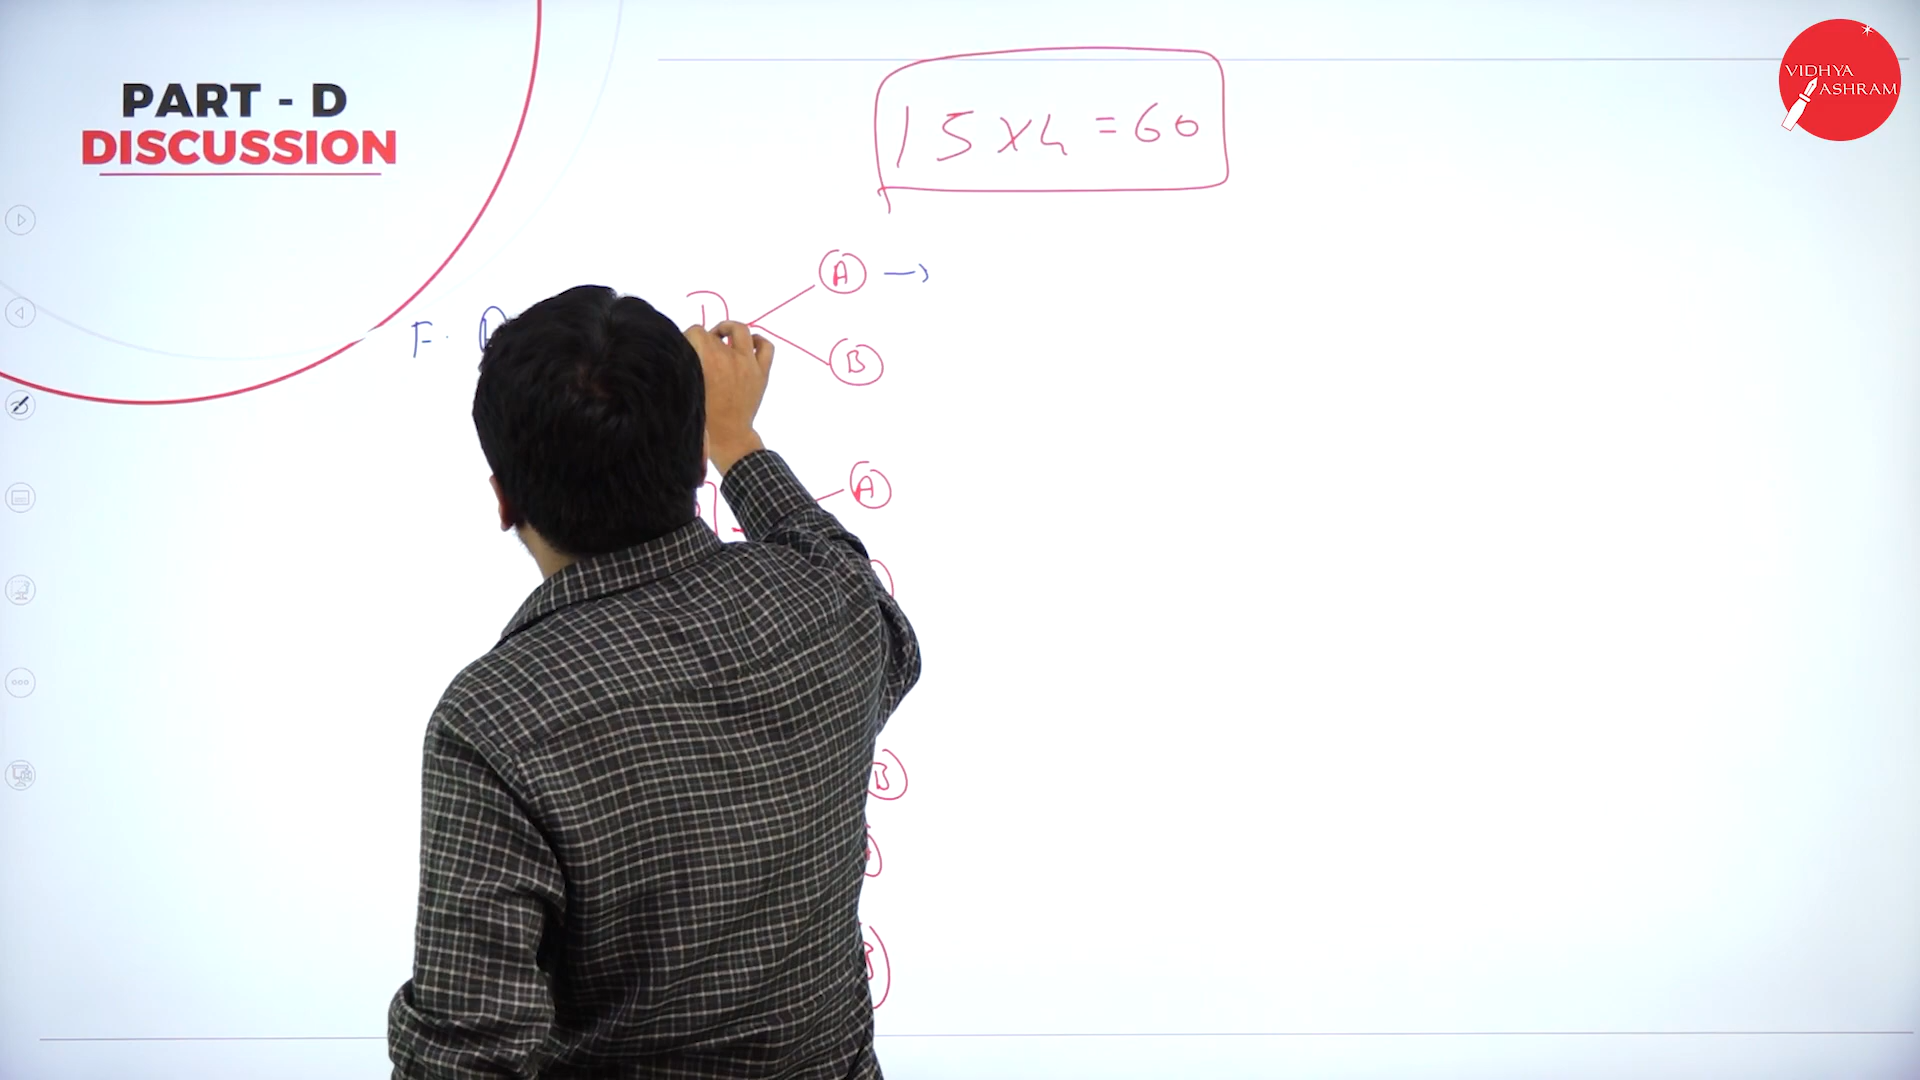 PART - D
DISCUSSION
VIDHYA
ASHRAM
15 x 4 = 60
A →
F.
B
A
B